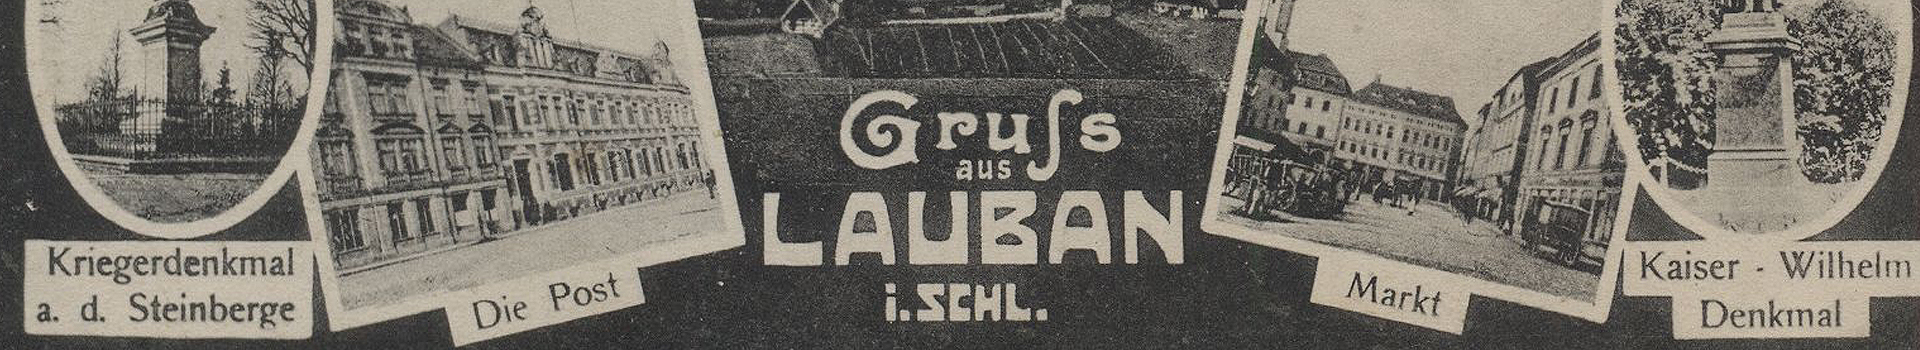 Kriegerdenkmal
a. d. Steinberge
Die Post
Gruſs
aus
LAUBAN
i. SCHL.
Markt
Kaiser - Wilhelm
Denkmal